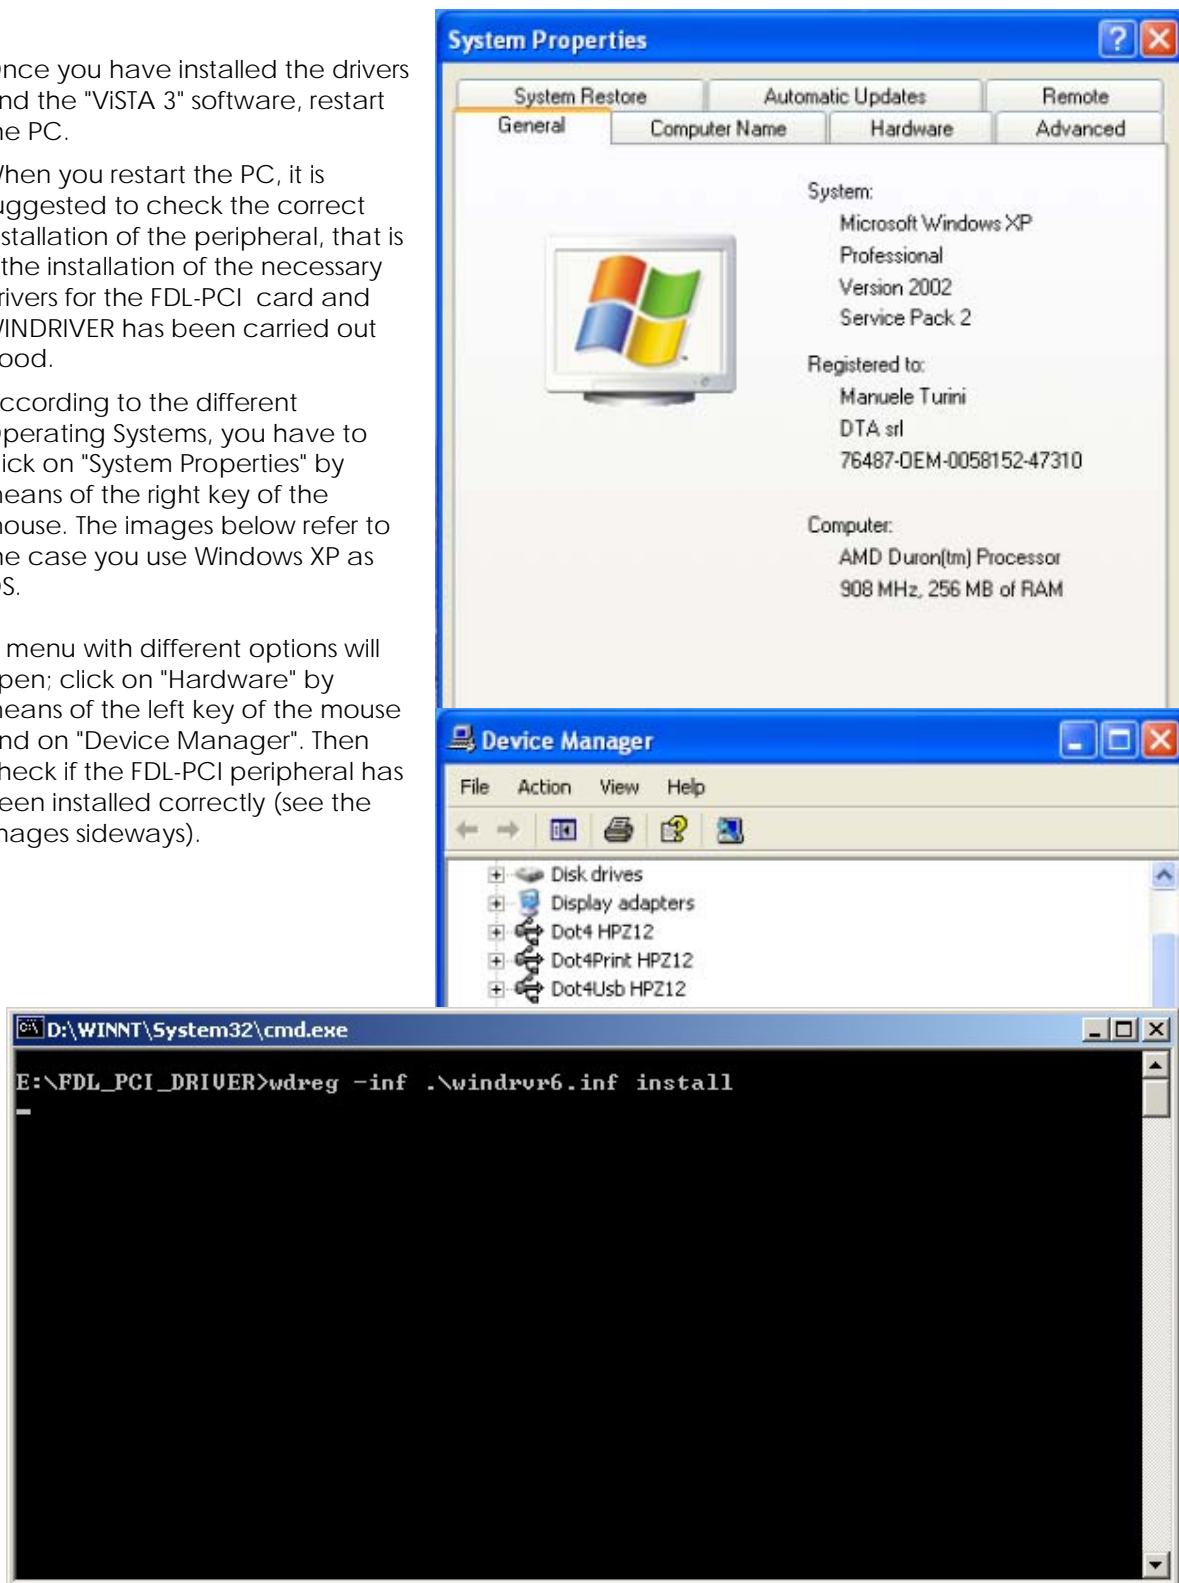 nce you have installed the drivers
nd the "ViSTA 3" software, restart
he PC.
hen you restart the PC, it is
uggested to check the correct
stallation of the peripheral, that is
the installation of the necessary
rivers for the FDL-PCI card and
WINDRIVER has been carried out
ood.
ccording to the different
perating Systems, you have to
lick on "System Properties" by
means of the right key of the
mouse. The images below refer to
he case you use Windows XP as
OS.
menu with different options will
pen; click on "Hardware" by
means of the left key of the mouse
nd on "Device Manager". Then
heck if the FDL-PCI peripheral has
een installed correctly (see the
mages sideways).
System Properties
System Restore Automatic Updates Remote
General Computer Name Hardware Advanced
System:
Microsoft Windows XP
Professional
Version 2002
Service Pack 2
Registered to:
Manuele Turini
DTA srl
76487-OEM-0058152-47310
Computer:
AMD Duron(tm) Processor
908 MHz, 256 MB of RAM
Device Manager
File Action View Help
Disk drives
Display adapters
Dot4 HPZ12
Dot4Print HPZ12
Dot4Usb HPZ12
D:\WINNT\System32\cmd.exe
E:\FDL_PCI_DRIVER>wdreg -inf .\windrvr6.inf install